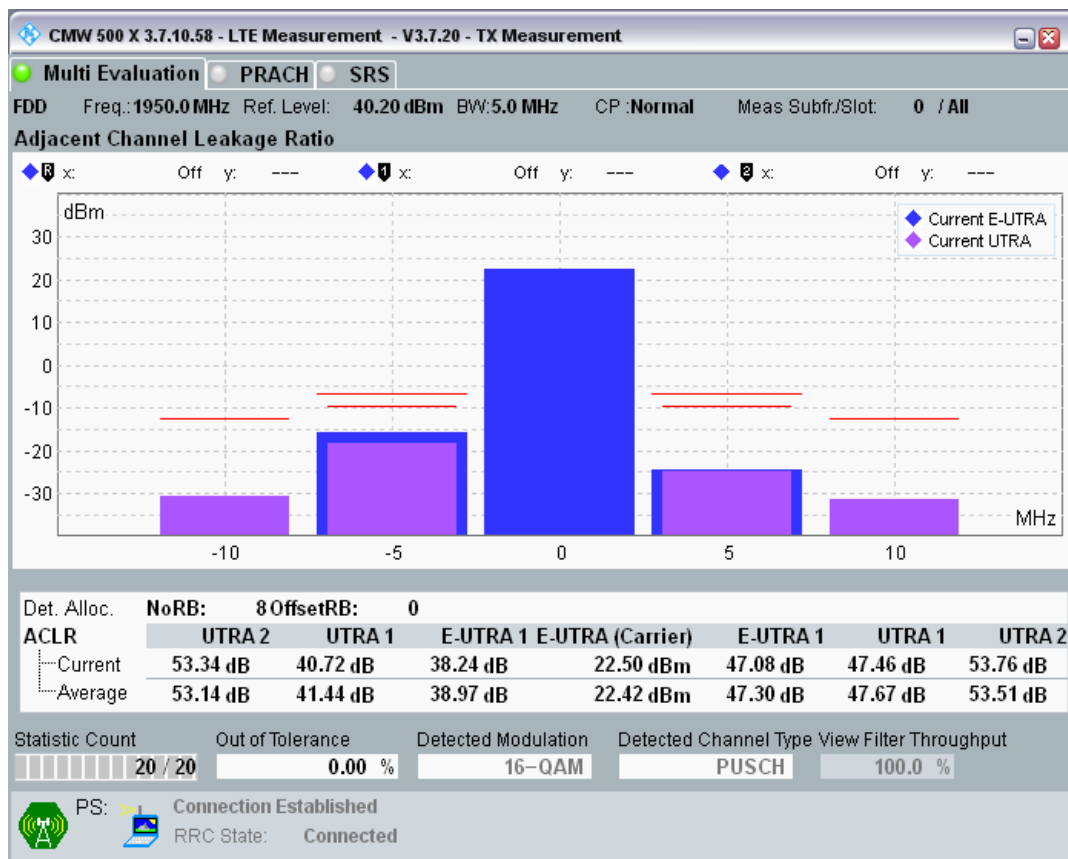 CMW 500 X 3.7.10.58 - LTE Measurement - V3.7.20 - TX Measurement
Multi Evaluation PRACH SRS
FDD Freq.: 1950.0 MHz Ref. Level: 40.20 dBm BW: 5.0 MHz CP : Normal Meas Subfr./Slot: 0 / All
Adjacent Channel Leakage Ratio
R x: Off y: --- 1 x: Off y: --- 2 x: Off y: ---
dBm
Current E-UTRA
Current UTRA
30
20
10
0
-10
-20
-30
MHz
-10 -5 0 5 10
Det. Alloc. NoRB: 8 OffsetRB: 0
ACLR UTRA 2 UTRA 1 E-UTRA 1 E-UTRA (Carrier) E-UTRA 1 UTRA 1 UTRA 2
Current 53.34 dB 40.72 dB 38.24 dB 22.50 dBm 47.08 dB 47.46 dB 53.76 dB
Average 53.14 dB 41.44 dB 38.97 dB 22.42 dBm 47.30 dB 47.67 dB 53.51 dB
Statistic Count Out of Tolerance Detected Modulation Detected Channel Type View Filter Throughput
20 / 20 0.00 % 16-QAM PUSCH 100.0 %
PS: Connection Established
RRC State: Connected